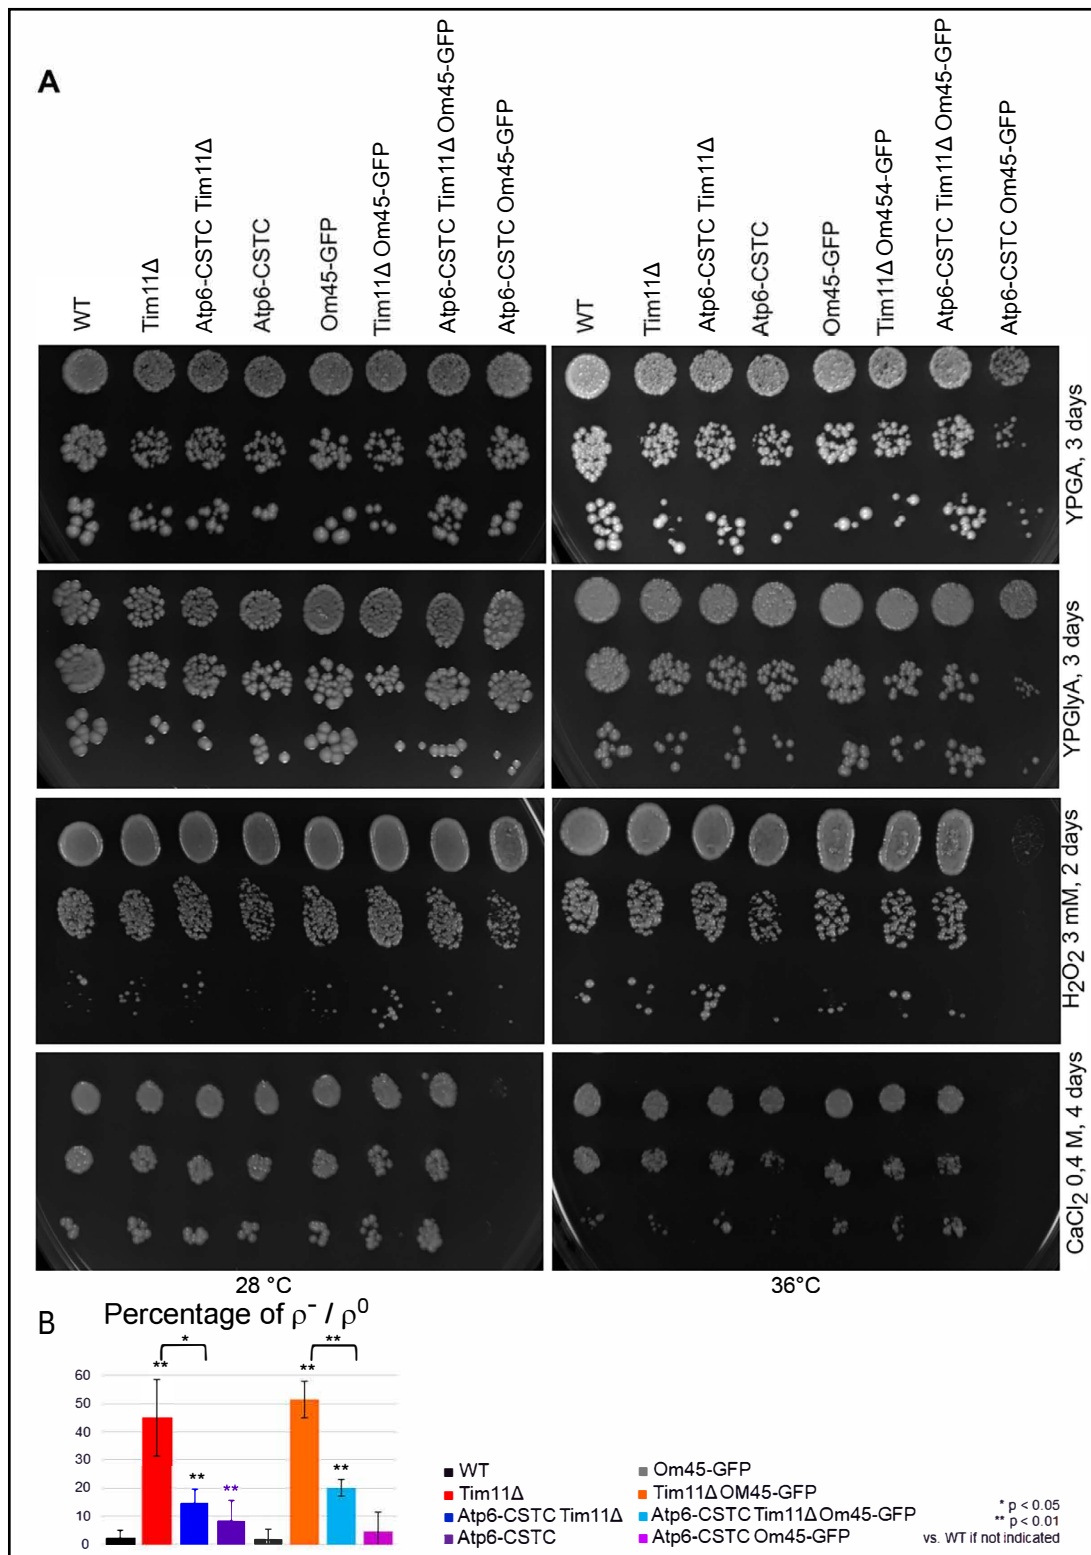 A
WT
Tim11Δ
Atp6-CSTC Tim11Δ
Atp6-CSTC
Om45-GFP
Tim11Δ Om45-GFP
Atp6-CSTC Tim11Δ Om45-GFP
Atp6-CSTC Om45-GFP
WT
Tim11Δ
Atp6-CSTC Tim11Δ
Atp6-CSTC
Om45-GFP
Tim11Δ Om454-GFP
Atp6-CSTC Tim11Δ Om45-GFP
Atp6-CSTC Om45-GFP
YPGA, 3 days
YPGlyA, 3 days
H₂O₂ 3 mM, 2 days
CaCl₂ 0,4 M, 4 days
28 °C
36°C
B
Percentage of ρ⁻ / ρ⁰
*
**
**
**
**
**
**
60
50
40
30
20
10
0
WT
Tim11Δ
Atp6-CSTC Tim11Δ
Atp6-CSTC
Om45-GFP
Tim11Δ OM45-GFP
Atp6-CSTC Tim11Δ Om45-GFP
Atp6-CSTC Om45-GFP
* p < 0.05
** p < 0.01
vs. WT if not indicated